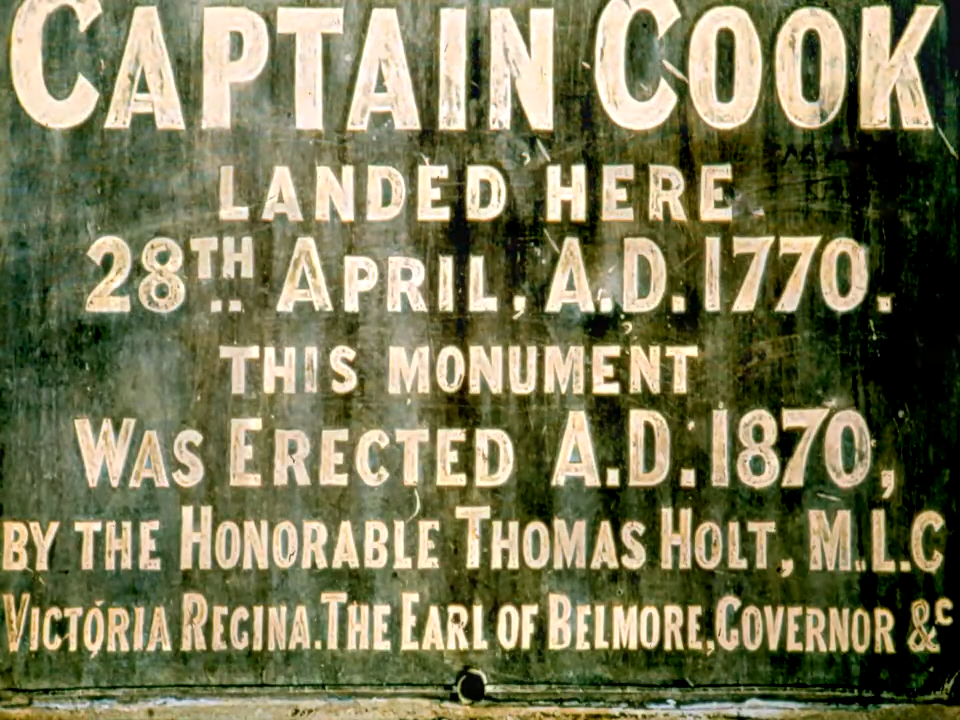 CAPTAIN COOK
LANDED HERE
28TH APRIL, A.D. 1770.
THIS MONUMENT
WAS ERECTED A.D. 1870,
BY THE HONORABLE THOMAS HOLT, M.L.C
VICTORIA REGINA. THE EARL OF BELMORE, GOVERNOR &c